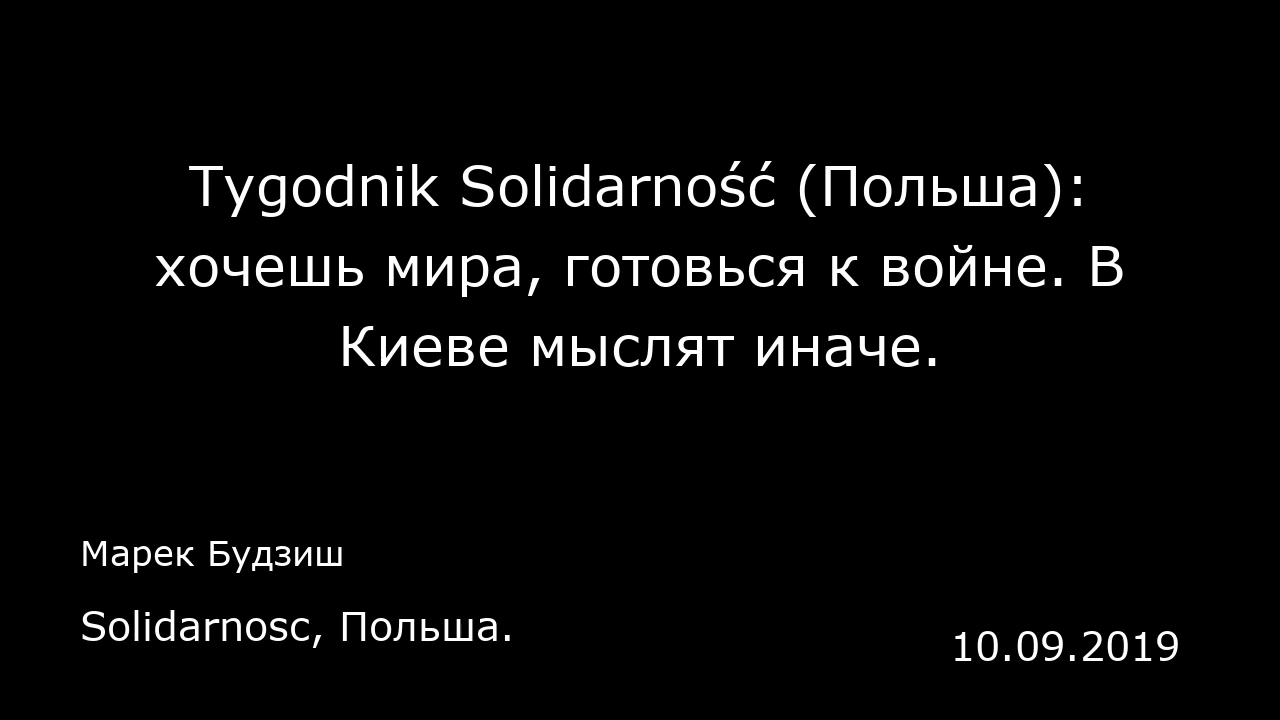 Tygodnik Solidarność (Польша):
хочешь мира, готовься к войне. В
Киеве мыслят иначе.
Марек Будзиш
Solidarnosc, Польша.
10.09.2019